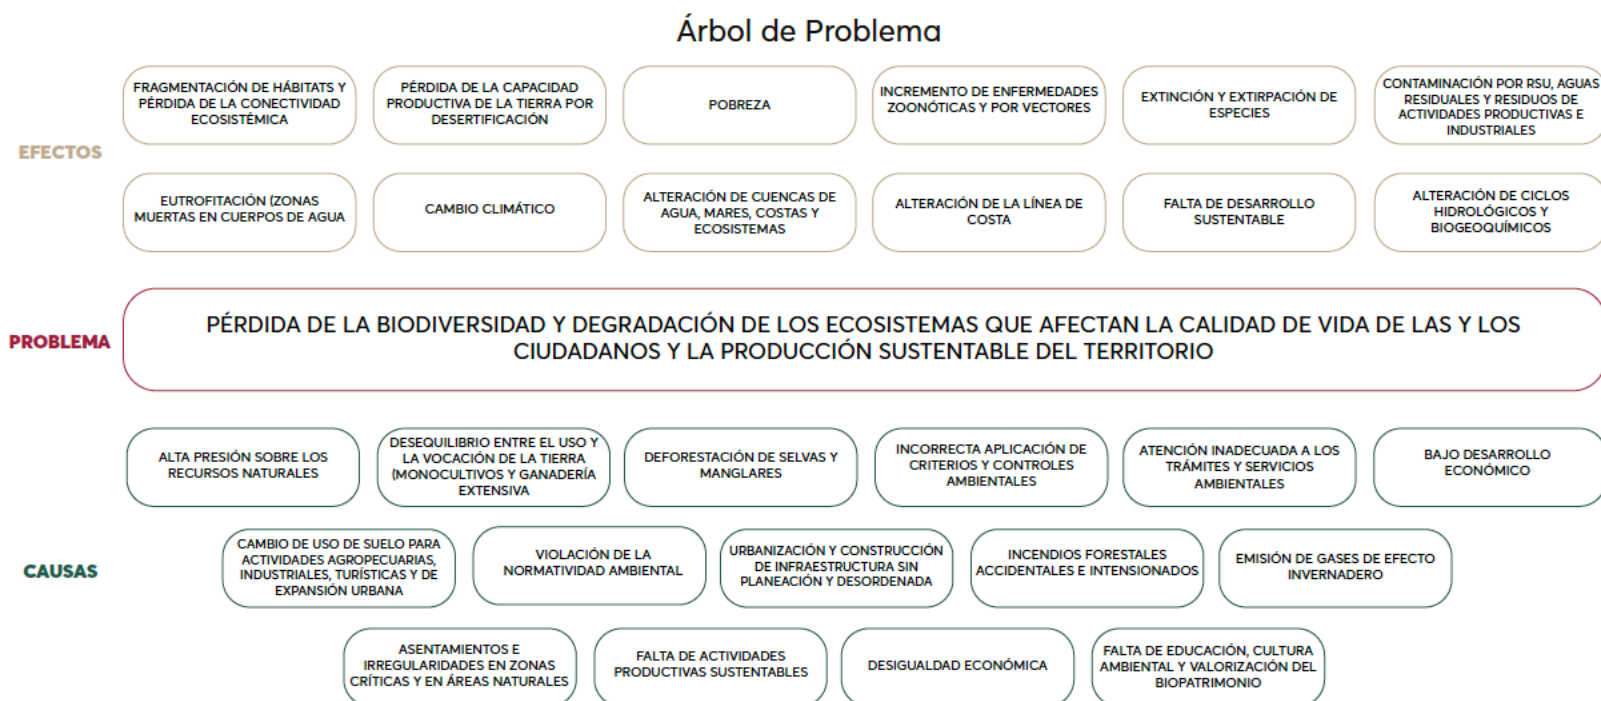 Árbol de Problema
FRAGMENTACIÓN DE HÁBITATS Y
PÉRDIDA DE LA CONECTIVIDAD
ECOSISTÉMICA
PÉRDIDA DE LA CAPACIDAD
PRODUCTIVA DE LA TIERRA POR
DESERTIFICACIÓN
POBREZA
INCREMENTO DE ENFERMEDADES
ZOONÓTICAS Y POR VECTORES
EXTINCIÓN Y EXTIRPACIÓN DE
ESPECIES
CONTAMINACIÓN POR RSU, AGUAS
RESIDUALES Y RESIDUOS DE
ACTIVIDADES PRODUCTIVAS E
INDUSTRIALES
EFECTOS
EUTROFITACIÓN (ZONAS
MUERTAS EN CUERPOS DE AGUA
CAMBIO CLIMÁTICO
ALTERACIÓN DE CUENCAS DE
AGUA, MARES, COSTAS Y
ECOSISTEMAS
ALTERACIÓN DE LA LÍNEA DE
COSTA
FALTA DE DESARROLLO
SUSTENTABLE
ALTERACIÓN DE CICLOS
HIDROLÓGICOS Y
BIOGEOQUÍMICOS
PROBLEMA
PÉRDIDA DE LA BIODIVERSIDAD Y DEGRADACIÓN DE LOS ECOSISTEMAS QUE AFECTAN LA CALIDAD DE VIDA DE LAS Y LOS
CIUDADANOS Y LA PRODUCCIÓN SUSTENTABLE DEL TERRITORIO
ALTA PRESIÓN SOBRE LOS
RECURSOS NATURALES
DESEQUILIBRIO ENTRE EL USO Y
LA VOCACIÓN DE LA TIERRA
(MONOCULTIVOS Y GANADERÍA
EXTENSIVA
DEFORESTACIÓN DE SELVAS Y
MANGLARES
INCORRECTA APLICACIÓN DE
CRITERIOS Y CONTROLES
AMBIENTALES
ATENCIÓN INADECUADA A LOS
TRÁMITES Y SERVICIOS
AMBIENTALES
BAJO DESARROLLO
ECONÓMICO
CAUSAS
CAMBIO DE USO DE SUELO PARA
ACTIVIDADES AGROPECUARIAS,
INDUSTRIALES, TURÍSTICAS Y DE
EXPANSIÓN URBANA
VIOLACIÓN DE LA
NORMATIVIDAD AMBIENTAL
URBANIZACIÓN Y CONSTRUCCIÓN
DE INFRAESTRUCTURA SIN
PLANEACIÓN Y DESORDENADA
INCENDIOS FORESTALES
ACCIDENTALES E INTENSIONADOS
EMISIÓN DE GASES DE EFECTO
INVERNADERO
ASENTAMIENTOS E
IRREGULARIDADES EN ZONAS
CRÍTICAS Y EN ÁREAS NATURALES
FALTA DE ACTIVIDADES
PRODUCTIVAS SUSTENTABLES
DESIGUALDAD ECONÓMICA
FALTA DE EDUCACIÓN, CULTURA
AMBIENTAL Y VALORIZACIÓN DEL
BIOPATRIMONIO